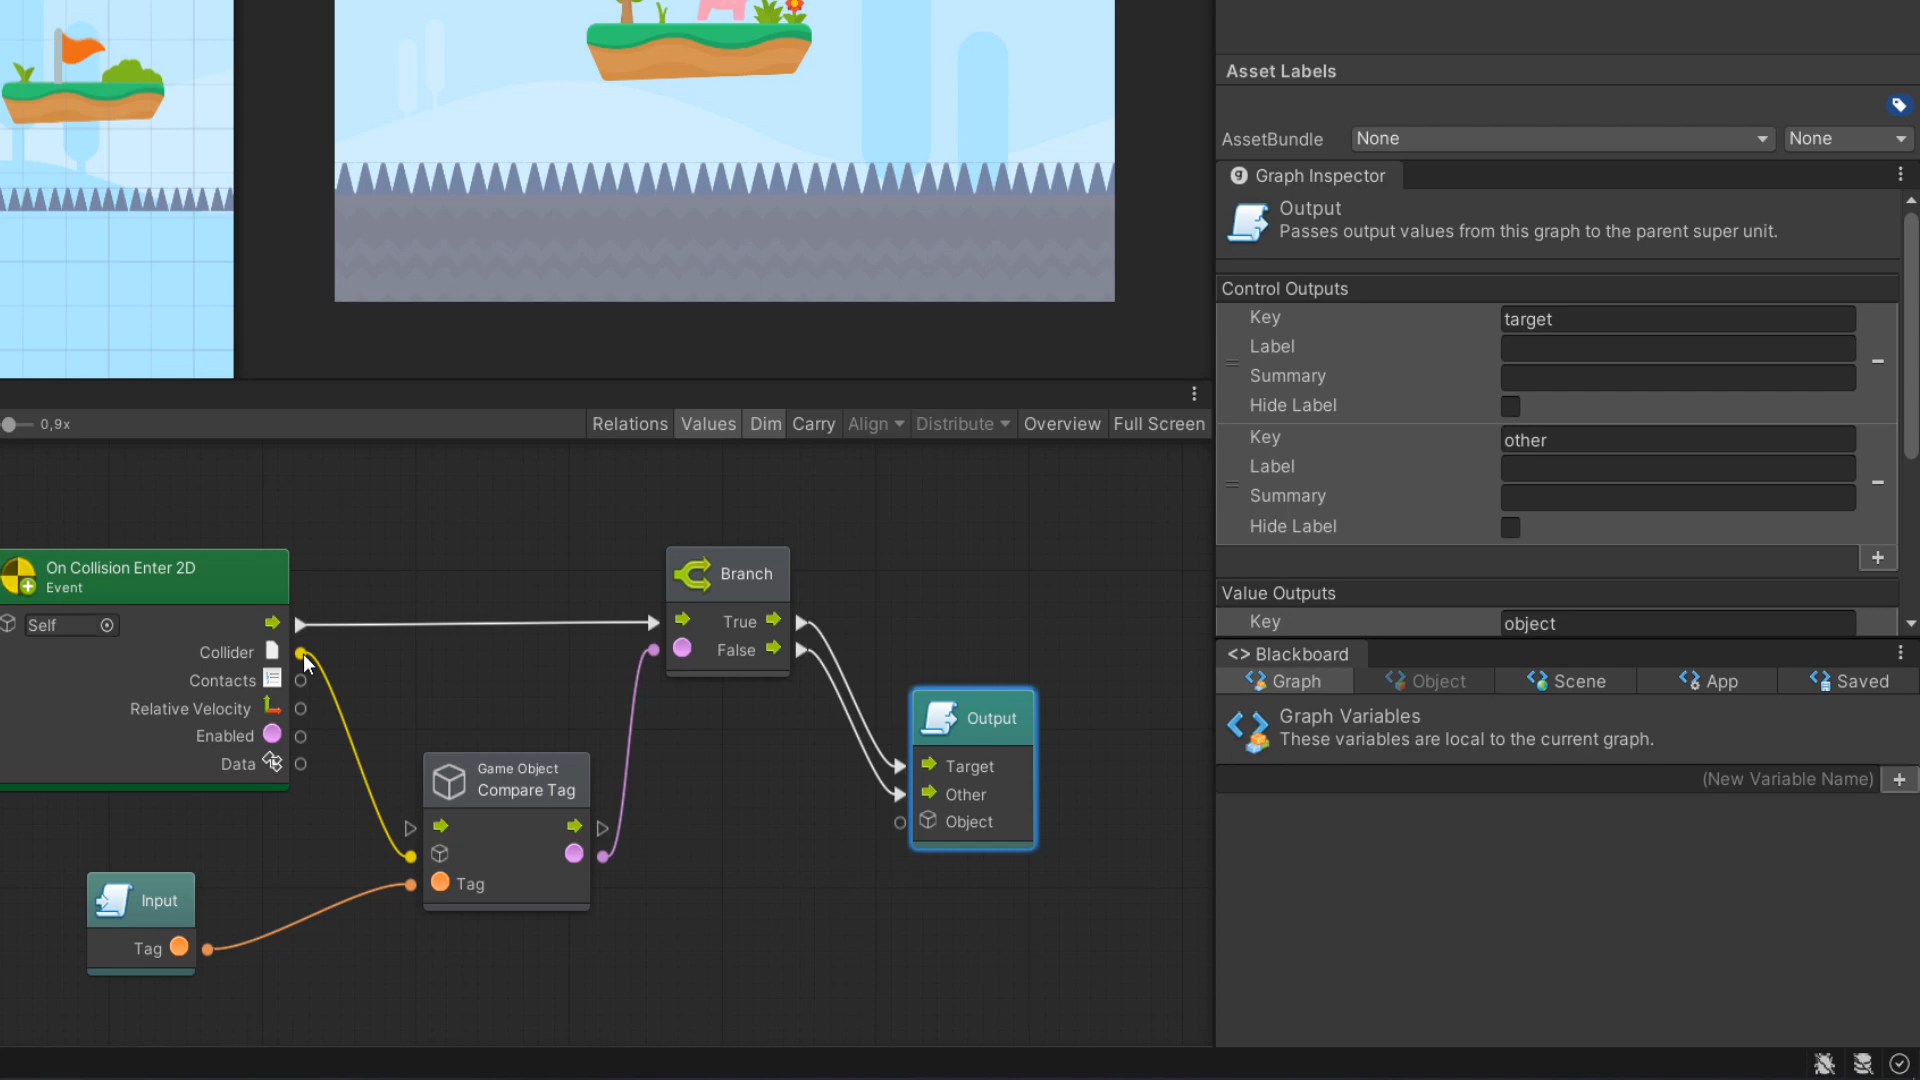 Asset Labels
AssetBundle None None
Graph Inspector
Output
Passes output values from this graph to the parent super unit.
Control Outputs
Key target
Label
Summary
Hide Label
Key other
Label
Summary
Hide Label
Value Outputs
Key object
<> Blackboard
Graph Object Scene App Saved
Graph Variables
These variables are local to the current graph.
(New Variable Name)
0,9x
Relations Values Dim Carry Align Distribute Overview Full Screen
On Collision Enter 2D
Event
Self
Collider
Contacts
Relative Velocity
Enabled
Data
Branch
True
False
Game Object
Compare Tag
Tag
Input
Tag
Output
Target
Other
Object